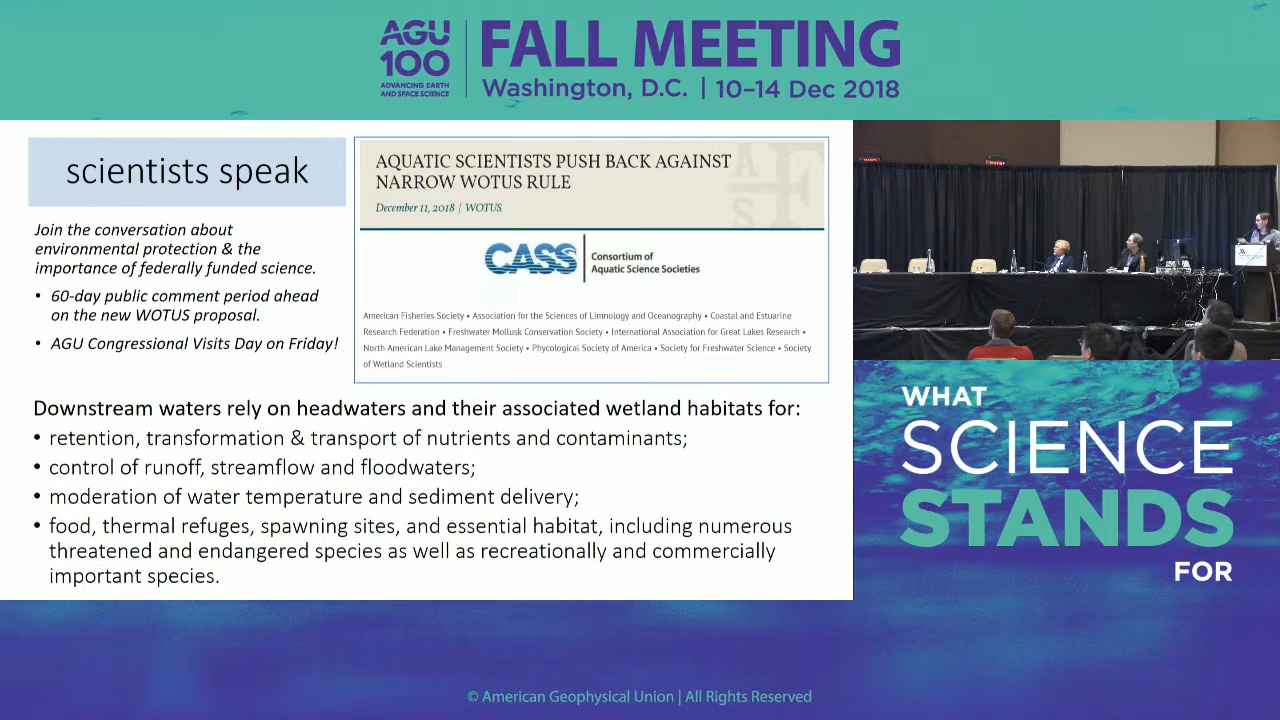 AGU
100
ADVANCING EARTH
AND SPACE SCIENCE
FALL MEETING
Washington, D.C. | 10–14 Dec 2018
scientists speak
Join the conversation about
environmental protection & the
importance of federally funded science.
• 60-day public comment period ahead
on the new WOTUS proposal.
• AGU Congressional Visits Day on Friday!
AQUATIC SCIENTISTS PUSH BACK AGAINST
NARROW WOTUS RULE
December 11, 2018 | WOTUS
A F S
CASS
Consortium of
Aquatic Science Societies
American Fisheries Society • Association for the Sciences of Limnology and Oceanography • Coastal and Estuarine
Research Federation • Freshwater Mollusk Conservation Society • International Association for Great Lakes Research •
North American Lake Management Society • Phycological Society of America • Society for Freshwater Science • Society
of Wetland Scientists
Downstream waters rely on headwaters and their associated wetland habitats for:
• retention, transformation & transport of nutrients and contaminants;
• control of runoff, streamflow and floodwaters;
• moderation of water temperature and sediment delivery;
• food, thermal refuges, spawning sites, and essential habitat, including numerous
threatened and endangered species as well as recreationally and commercially
important species.
WHAT
SCIENCE
STANDS
FOR
© American Geophysical Union | All Rights Reserved